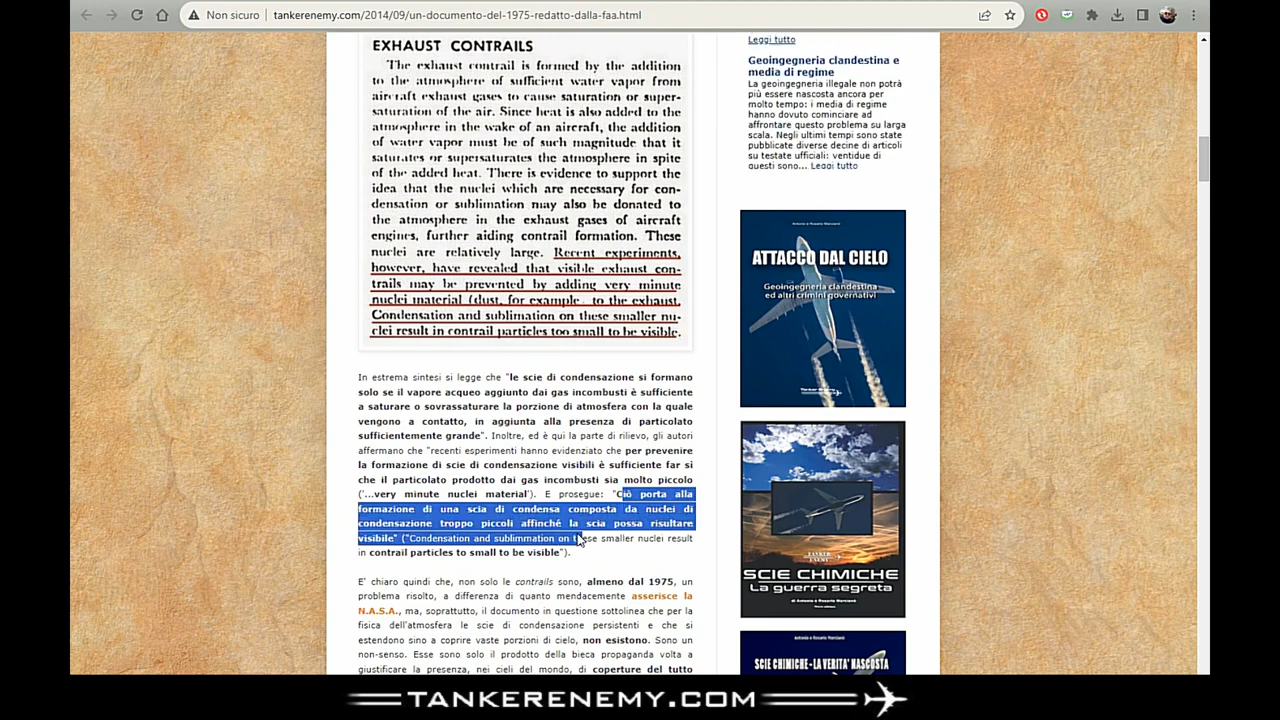 Non sicuro
tankerenemy.com/2014/09/un-documento-del-1975-redatto-dalla-faa.html
EXHAUST CONTRAILS
The exhaust contrail is formed by the addition
to the atmosphere of sufficient water vapor from
aircraft exhaust gases to cause saturation or super-
saturation of the air. Since heat is also added to the
atmosphere in the wake of an aircraft, the addition
of water vapor must be of such magnitude that it
saturates or supersaturates the atmosphere in spite
of the added heat. There is evidence to support the
idea that the nuclei which are necessary for con-
densation or sublimation may also be donated to
the atmosphere in the exhaust gases of aircraft
engines, further aiding contrail formation. These
nuclei are relatively large. Recent experiments,
however, have revealed that visible exhaust con-
trails may be prevented by adding very minute
nuclei material (dust, for example, to the exhaust.
Condensation and sublimation on these smaller nu-
clei result in contrail particles too small to be visible.
In estrema sintesi si legge che "le scie di condensazione si formano
solo se il vapore acqueo aggiunto dai gas incombusti è sufficiente
a saturare o sovrassaturare la porzione di atmosfera con la quale
vengono a contatto, in aggiunta alla presenza di particolato
sufficientemente grande". Inoltre, ed è qui la parte di rilievo, gli autori
affermano che "recenti esperimenti hanno evidenziato che per prevenire
la formazione di scie di condensazione visibili è sufficiente far si
che il particolato prodotto dai gas incombusti sia molto piccolo
('...very minute nuclei material'). E prosegue: "Ciò porta alla
formazione di una scia di condensa composta da nuclei di
condensazione troppo piccoli affinché la scia possa risultare
visibile" ("Condensation and sublimmation on these smaller nuclei result
in contrail particles to small to be visible").
E' chiaro quindi che, non solo le contrails sono, almeno dal 1975, un
problema risolto, a differenza di quanto mendacemente asserisce la
N.A.S.A., ma, soprattutto, il documento in questione sottolinea che per la
fisica dell'atmosfera le scie di condensazione persistenti e che si
estendono sino a coprire vaste porzioni di cielo, non esistono. Sono un
non-senso. Esse sono solo il prodotto della bieca propaganda volta a
giustificare la presenza, nei cieli del mondo, di coperture del tutto
Leggi tutto
Geoingegneria clandestina e
media di regime
La geoingegneria illegale non potrà
più essere nascosta ancora per
molto tempo: i media di regime
hanno dovuto cominciare ad
affrontare questo problema su larga
scala. Negli ultimi tempi sono state
pubblicate diverse decine di articoli
su testate ufficiali: ventidue di
questi sono... Leggi tutto
Antonio e Rosario Marcianò
ATTACCO DAL CIELO
Geoingegneria clandestina
ed altri crimini governativi
TANKER
ENEMY
SCIE CHIMICHE
La guerra segreta
di Antonio e Rosario Marcianò
Antonio e Rosario Marcianò
SCIE CHIMICHE - LA VERITA' NASCOSTA
TANKERENEMY.COM